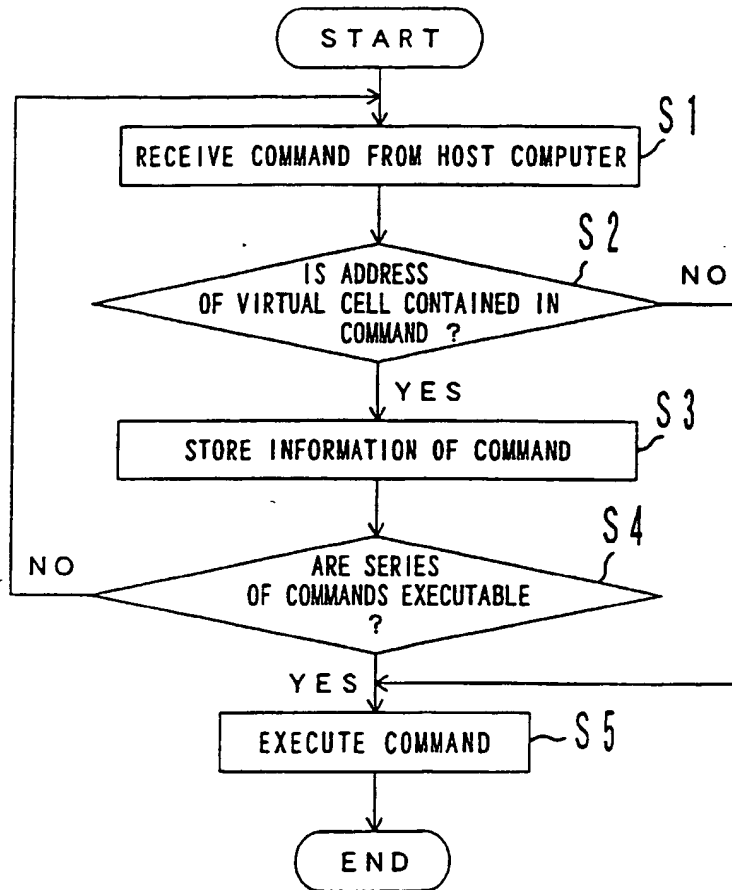 START
S1
RECEIVE COMMAND FROM HOST COMPUTER
S2
IS ADDRESS
OF VIRTUAL CELL CONTAINED IN
COMMAND ?
NO
YES
S3
STORE INFORMATION OF COMMAND
S4
NO
ARE SERIES
OF COMMANDS EXECUTABLE
?
YES
EXECUTE COMMAND
S5
END